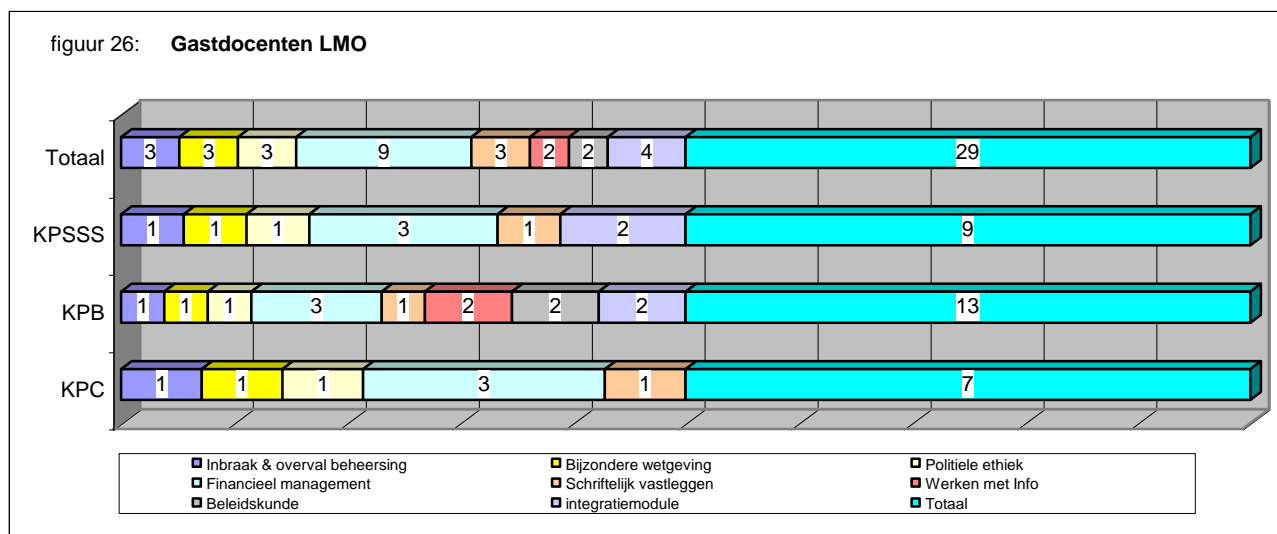 figuur 26: Gastdocenten LMO
Totaal 3 3 3 9 3 2 2 4 29
KPSSS 1 1 1 3 1 2 9
KPB 1 1 1 3 1 2 2 2 13
KPC 1 1 1 3 1 7
Inbraak & overval beheersing Bijzondere wetgeving Politiele ethiek
Financieel management Schriftelijk vastleggen Werken met Info
Beleidskunde integratiemodule Totaal